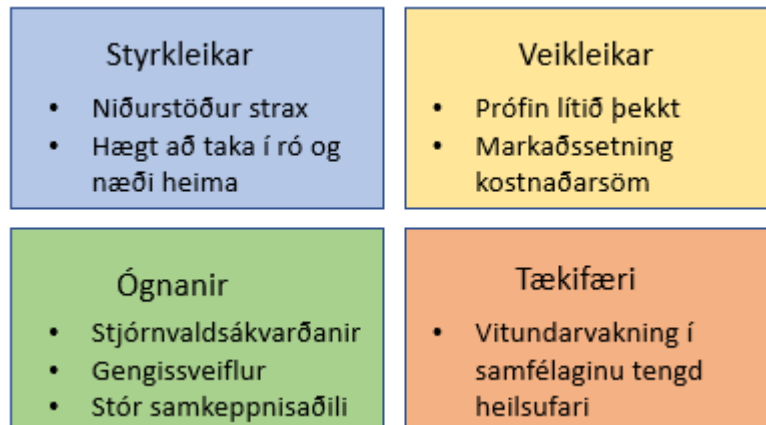 Styrkleikar
• Niðurstöður strax
• Hægt að taka í ró og
næði heima
Veikleikar
• Prófin lítið þekkt
• Markaðssetning
kostnaðarsöm
Ógnanir
• Stjórnvaldsákvarðanir
• Gengissveiflur
• Stór samkeppnisaðili
Tækifæri
• Vitundarvakning í
samfélaginu tengd
heilsufari